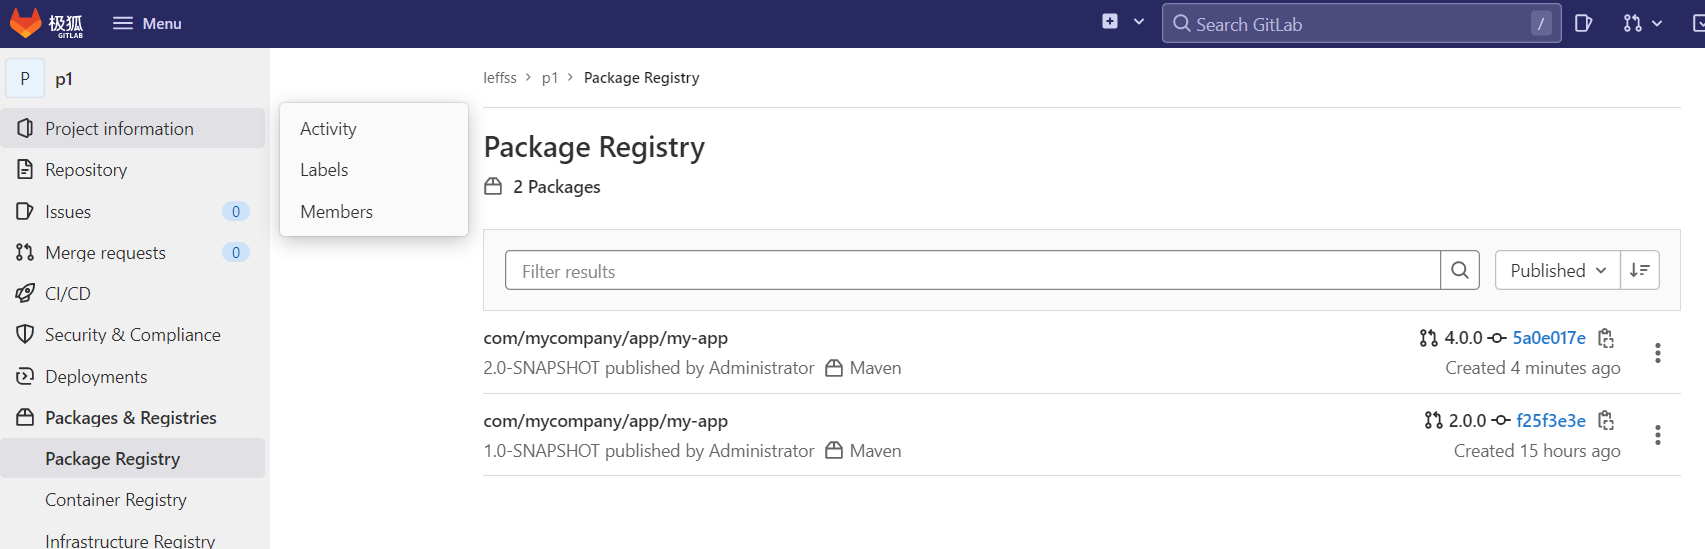 极狐 GITLAB Menu Search GitLab /
P p1
Project information
Repository
Issues 0
Merge requests 0
CI/CD
Security & Compliance
Deployments
Packages & Registries
Package Registry
Container Registry
Infrastructure Registry
Activity
Labels
Members
leffss > p1 > Package Registry
Package Registry
2 Packages
Filter results Published
com/mycompany/app/my-app 4.0.0 5a0e017e
2.0-SNAPSHOT published by Administrator Maven Created 4 minutes ago
com/mycompany/app/my-app 2.0.0 f25f3e3e
1.0-SNAPSHOT published by Administrator Maven Created 15 hours ago